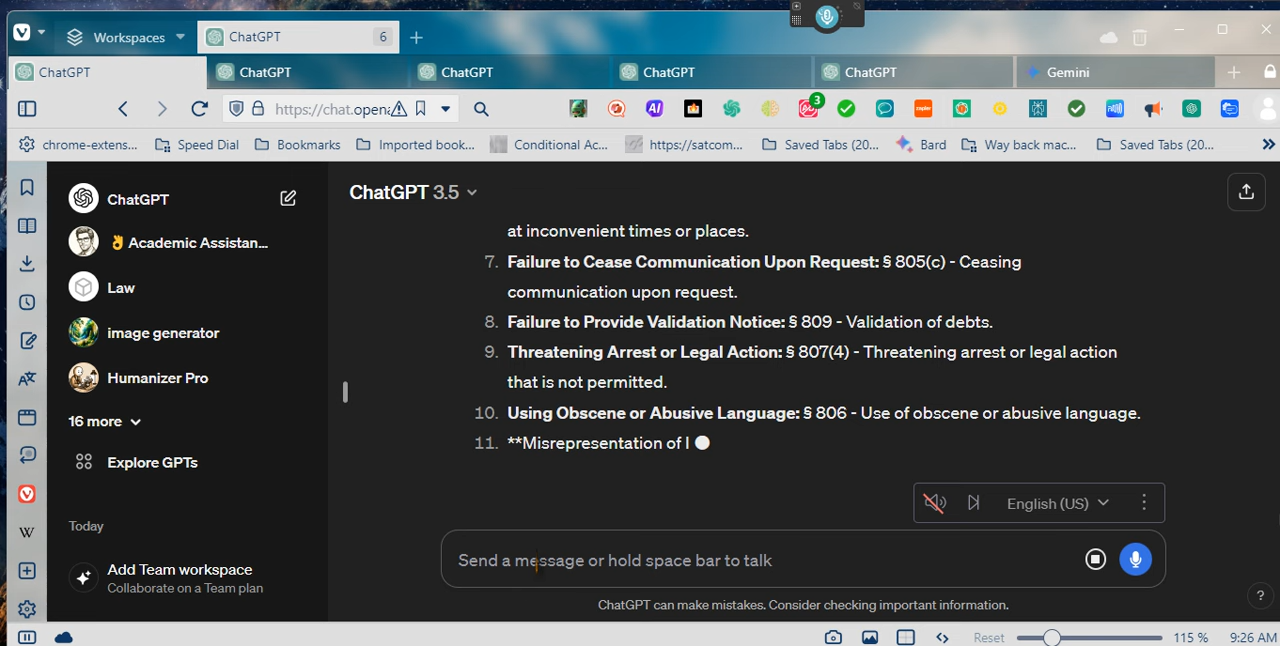 Workspaces
ChatGPT 6
ChatGPT
ChatGPT
ChatGPT
ChatGPT
ChatGPT
Gemini
https://chat.opena
AI
3
chrome-extens...
Speed Dial
Bookmarks
Imported book...
Conditional Ac...
https://satcom...
Saved Tabs (20...
Bard
Way back mac...
Saved Tabs (20...
ChatGPT
Academic Assistan...
Law
image generator
Humanizer Pro
16 more
Explore GPTs
Today
Add Team workspace
Collaborate on a Team plan
W
ChatGPT 3.5
at inconvenient times or places.
7. Failure to Cease Communication Upon Request: § 805(c) - Ceasing
communication upon request.
8. Failure to Provide Validation Notice: § 809 - Validation of debts.
9. Threatening Arrest or Legal Action: § 807(4) - Threatening arrest or legal action
that is not permitted.
10. Using Obscene or Abusive Language: § 806 - Use of obscene or abusive language.
11. **Misrepresentation of I
English (US)
Send a message or hold space bar to talk
ChatGPT can make mistakes. Consider checking important information.
?
Reset
115 %
9:26 AM